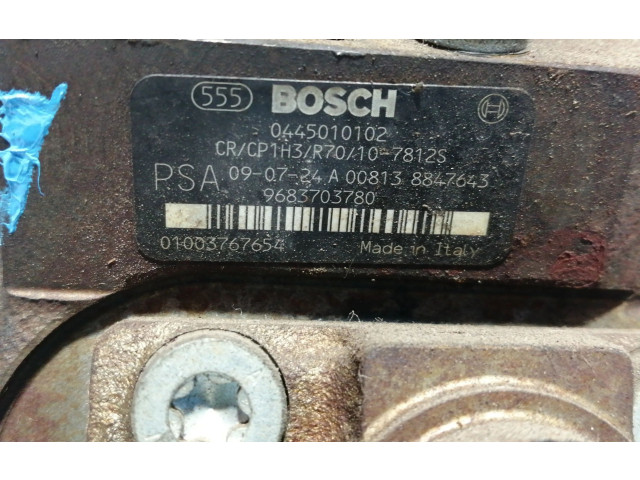 555 BOSCH
0445010102
CR/CP1H3/R70/10-7812S
PSA 09-07-24 A 00813 8847643
9683703780
01003767654 Made in Italy